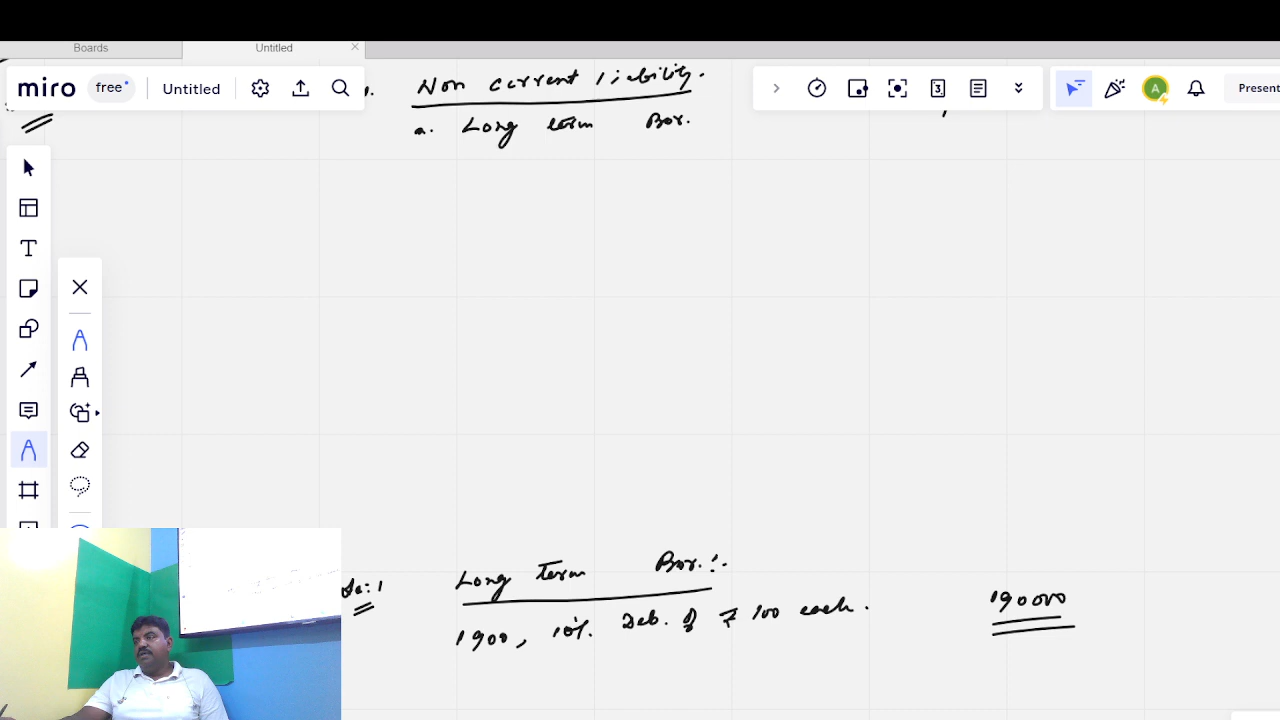 Boards Untitled
miro free Untitled 3 A Present
Non current liability.
a. Long term Bor.
Long term Bor.:-
1900, 10%. Deb. of ₹ 100 each. 190000